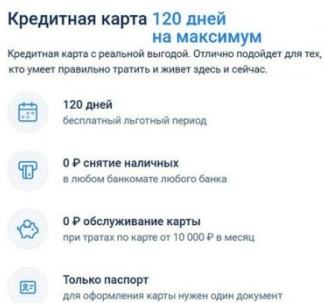 Кредитная карта 120 дней
на максимум
Кредитная карта с реальной выгодой. Отлично подойдет для тех,
кто умеет правильно тратить и живет здесь и сейчас.
120 дней
бесплатный льготный период
0 ₽ снятие наличных
в любом банкомате любого банка
0 ₽ обслуживание карты
при тратах по карте от 10 000 ₽ в месяц
Только паспорт
для оформления карты нужен один документ